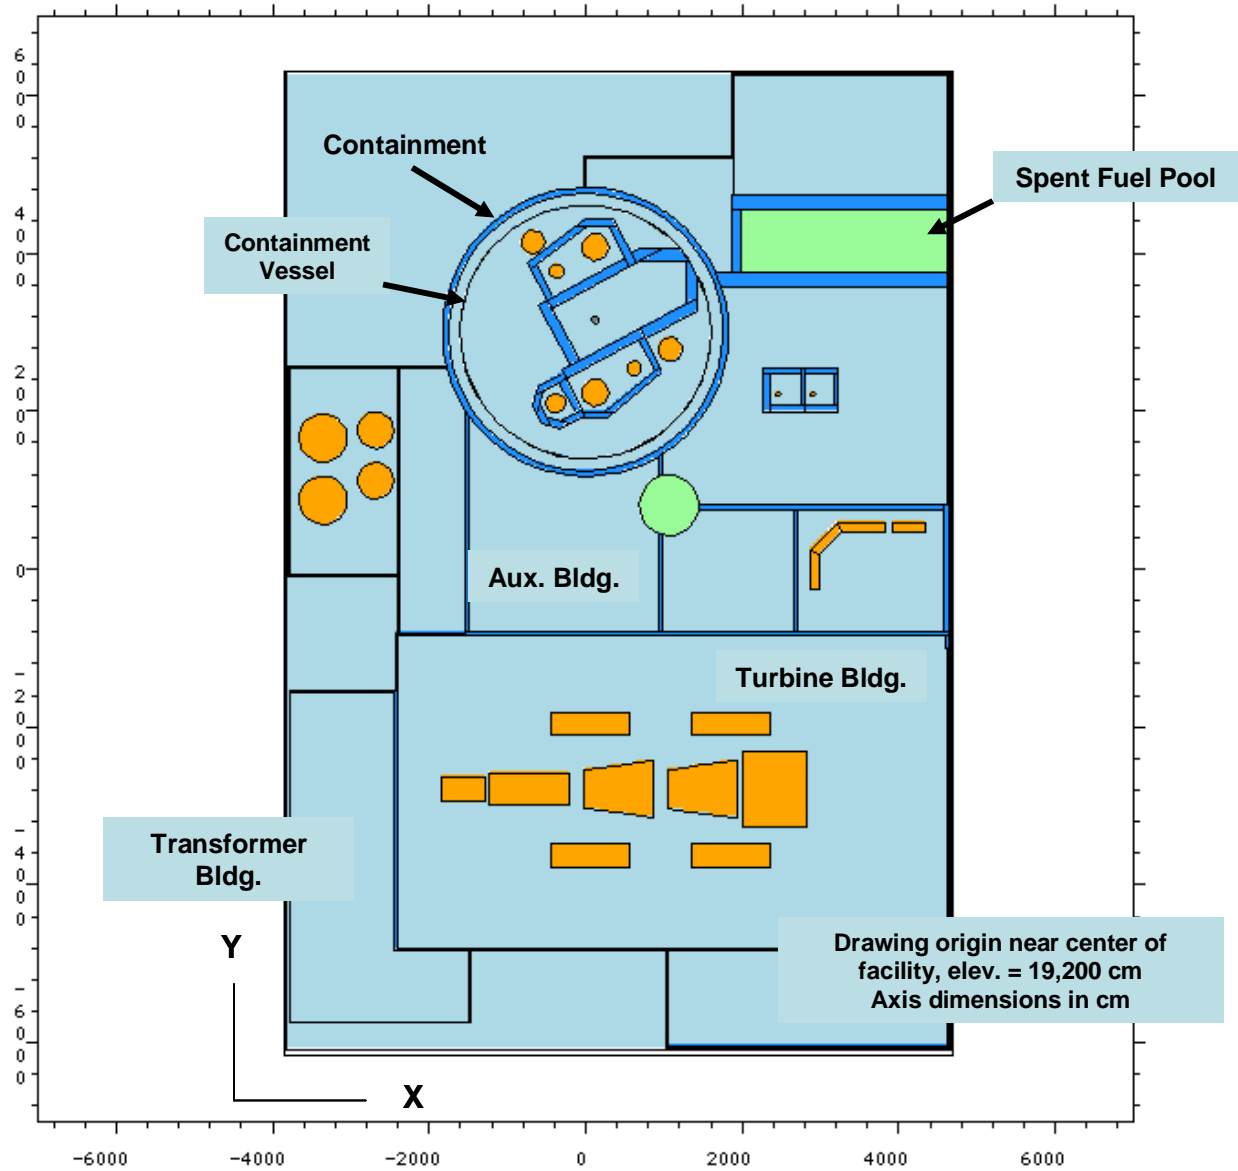 6000
Containment
Spent Fuel Pool
4000
Containment
Vessel
2000
0
Aux. Bldg.
Turbine Bldg.
−2000
Transformer
Bldg.
−4000
Y
Drawing origin near center of
facility, elev. = 19,200 cm
Axis dimensions in cm
−6000
X
−6000 −4000 −2000 0 2000 4000 6000